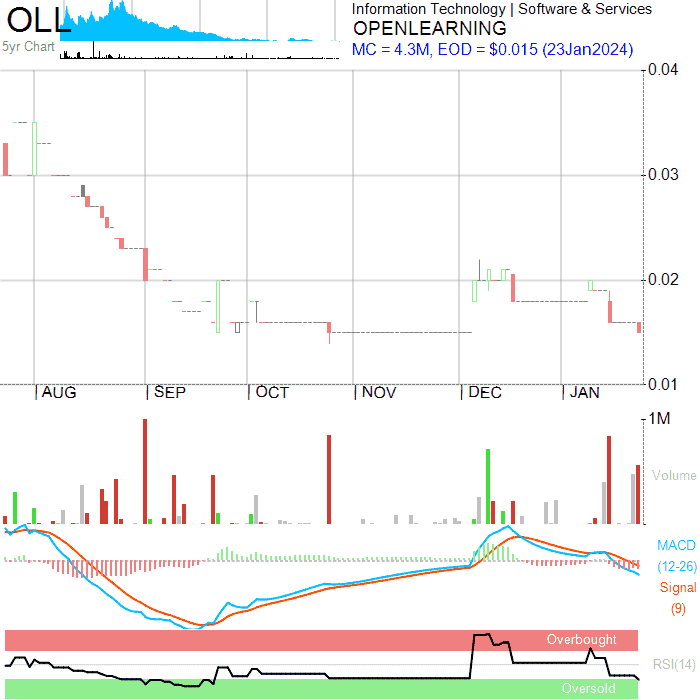 OLL
5yr Chart
Information Technology | Software & Services
OPENLEARNING
MC = 4.3M, EOD = $0.015 (23Jan2024)
0.04
0.03
0.02
0.01
AUG SEP OCT NOV DEC JAN
1M
Volume
MACD
(12-26)
Signal
(9)
Overbought
RSI(14)
Oversold